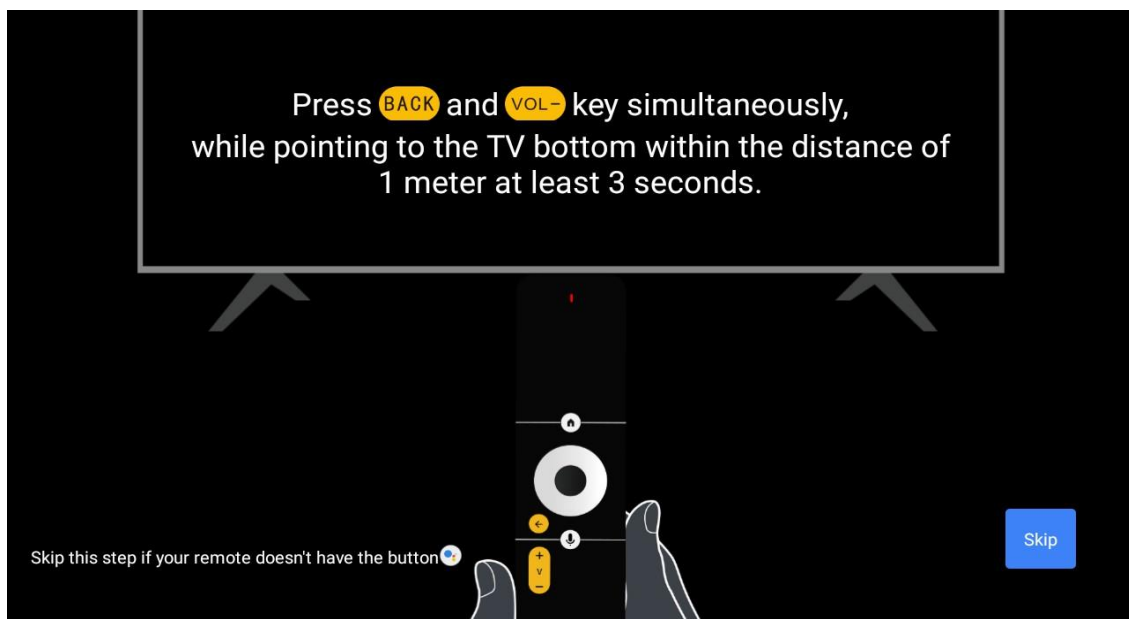 Press BACK and VOL- key simultaneously,
while pointing to the TV bottom within the distance of
1 meter at least 3 seconds.
+
V
-
Skip this step if your remote doesn't have the button
Skip